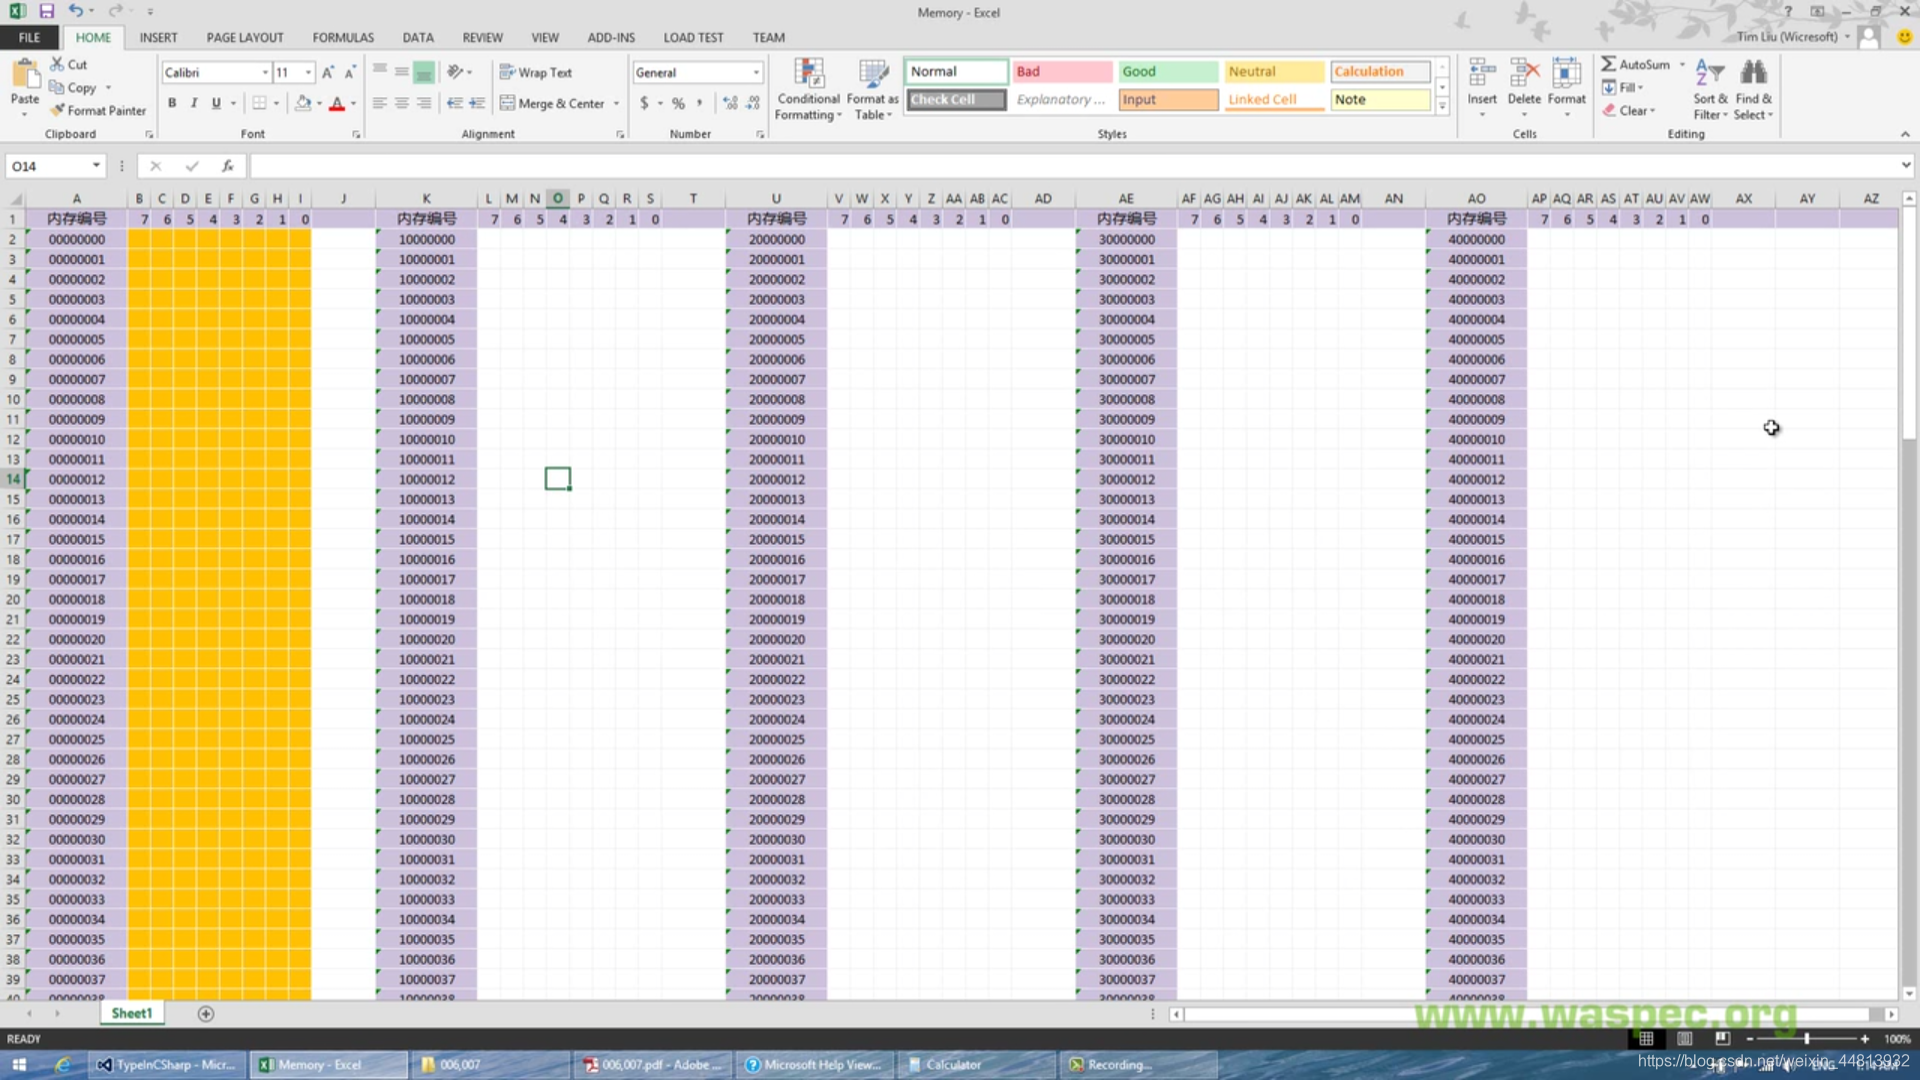 Memory - Excel
FILE HOME INSERT PAGE LAYOUT FORMULAS DATA REVIEW VIEW ADD-INS LOAD TEST TEAM Tim Liu (Wicresoft)
Paste Cut Copy Format Painter Clipboard
Calibri 11 B I U A Font
Wrap Text Merge & Center Alignment
General $ % , Number
Conditional Formatting Format as Table
Normal Bad Good Neutral Calculation
Check Cell Explanatory ... Input Linked Cell Note
Styles
Insert Delete Format Cells
AutoSum Fill Clear Sort & Filter Find & Select Editing
O14 fx
A B C D E F G H I J K L M N O P Q R S T U V W X Y Z AA AB AC AD AE AF AG AH AI AJ AK AL AM AN AO AP AQ AR AS AT AU AV AW AX AY AZ
1 内存编号 7 6 5 4 3 2 1 0 内存编号 7 6 5 4 3 2 1 0 内存编号 7 6 5 4 3 2 1 0 内存编号 7 6 5 4 3 2 1 0 内存编号 7 6 5 4 3 2 1 0
2 00000000 10000000 20000000 30000000 40000000
3 00000001 10000001 20000001 30000001 40000001
4 00000002 10000002 20000002 30000002 40000002
5 00000003 10000003 20000003 30000003 40000003
6 00000004 10000004 20000004 30000004 40000004
7 00000005 10000005 20000005 30000005 40000005
8 00000006 10000006 20000006 30000006 40000006
9 00000007 10000007 20000007 30000007 40000007
10 00000008 10000008 20000008 30000008 40000008
11 00000009 10000009 20000009 30000009 40000009
12 00000010 10000010 20000010 30000010 40000010
13 00000011 10000011 20000011 30000011 40000011
14 00000012 10000012 20000012 30000012 40000012
15 00000013 10000013 20000013 30000013 40000013
16 00000014 10000014 20000014 30000014 40000014
17 00000015 10000015 20000015 30000015 40000015
18 00000016 10000016 20000016 30000016 40000016
19 00000017 10000017 20000017 30000017 40000017
20 00000018 10000018 20000018 30000018 40000018
21 00000019 10000019 20000019 30000019 40000019
22 00000020 10000020 20000020 30000020 40000020
23 00000021 10000021 20000021 30000021 40000021
24 00000022 10000022 20000022 30000022 40000022
25 00000023 10000023 20000023 30000023 40000023
26 00000024 10000024 20000024 30000024 40000024
27 00000025 10000025 20000025 30000025 40000025
28 00000026 10000026 20000026 30000026 40000026
29 00000027 10000027 20000027 30000027 40000027
30 00000028 10000028 20000028 30000028 40000028
31 00000029 10000029 20000029 30000029 40000029
32 00000030 10000030 20000030 30000030 40000030
33 00000031 10000031 20000031 30000031 40000031
34 00000032 10000032 20000032 30000032 40000032
35 00000033 10000033 20000033 30000033 40000033
36 00000034 10000034 20000034 30000034 40000034
37 00000035 10000035 20000035 30000035 40000035
38 00000036 10000036 20000036 30000036 40000036
39 00000037 10000037 20000037 30000037 40000037
40 00000038 10000038 20000038 30000038 40000038
Sheet1
www.waspec.org
READY 100%
TypeInCSharp - Micr... Memory - Excel 006,007 006,007.pdf - Adobe ... Microsoft Help View... Calculator Recording...
https://blog.csdn.net/weixin_44813932